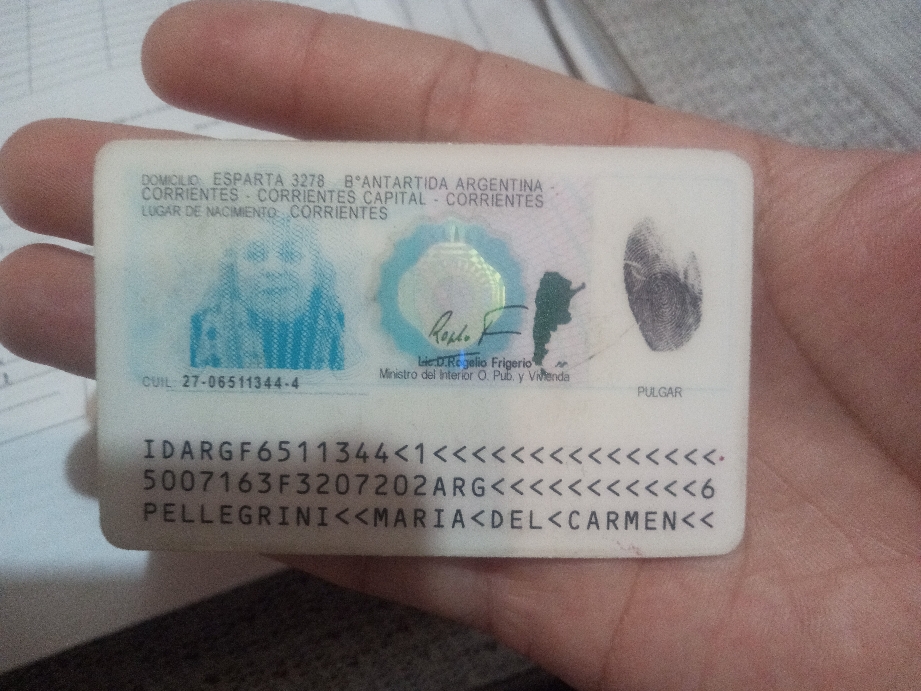 DOMICILIO: ESPARTA 3278 B°ANTARTIDA ARGENTINA -
CORRIENTES - CORRIENTES CAPITAL - CORRIENTES
LUGAR DE NACIMIENTO: CORRIENTES
Lic.D.Rogelio Frigerio
Ministro del Interior O. Pub. y Vivienda
CUIL: 27-06511344-4
PULGAR
IDARGF6511344<1<<<<<<<<<<<<<<<
5007163F3207202ARG<<<<<<<<<<<6
PELLEGRINI<<MARIA<DEL<CARMEN<<